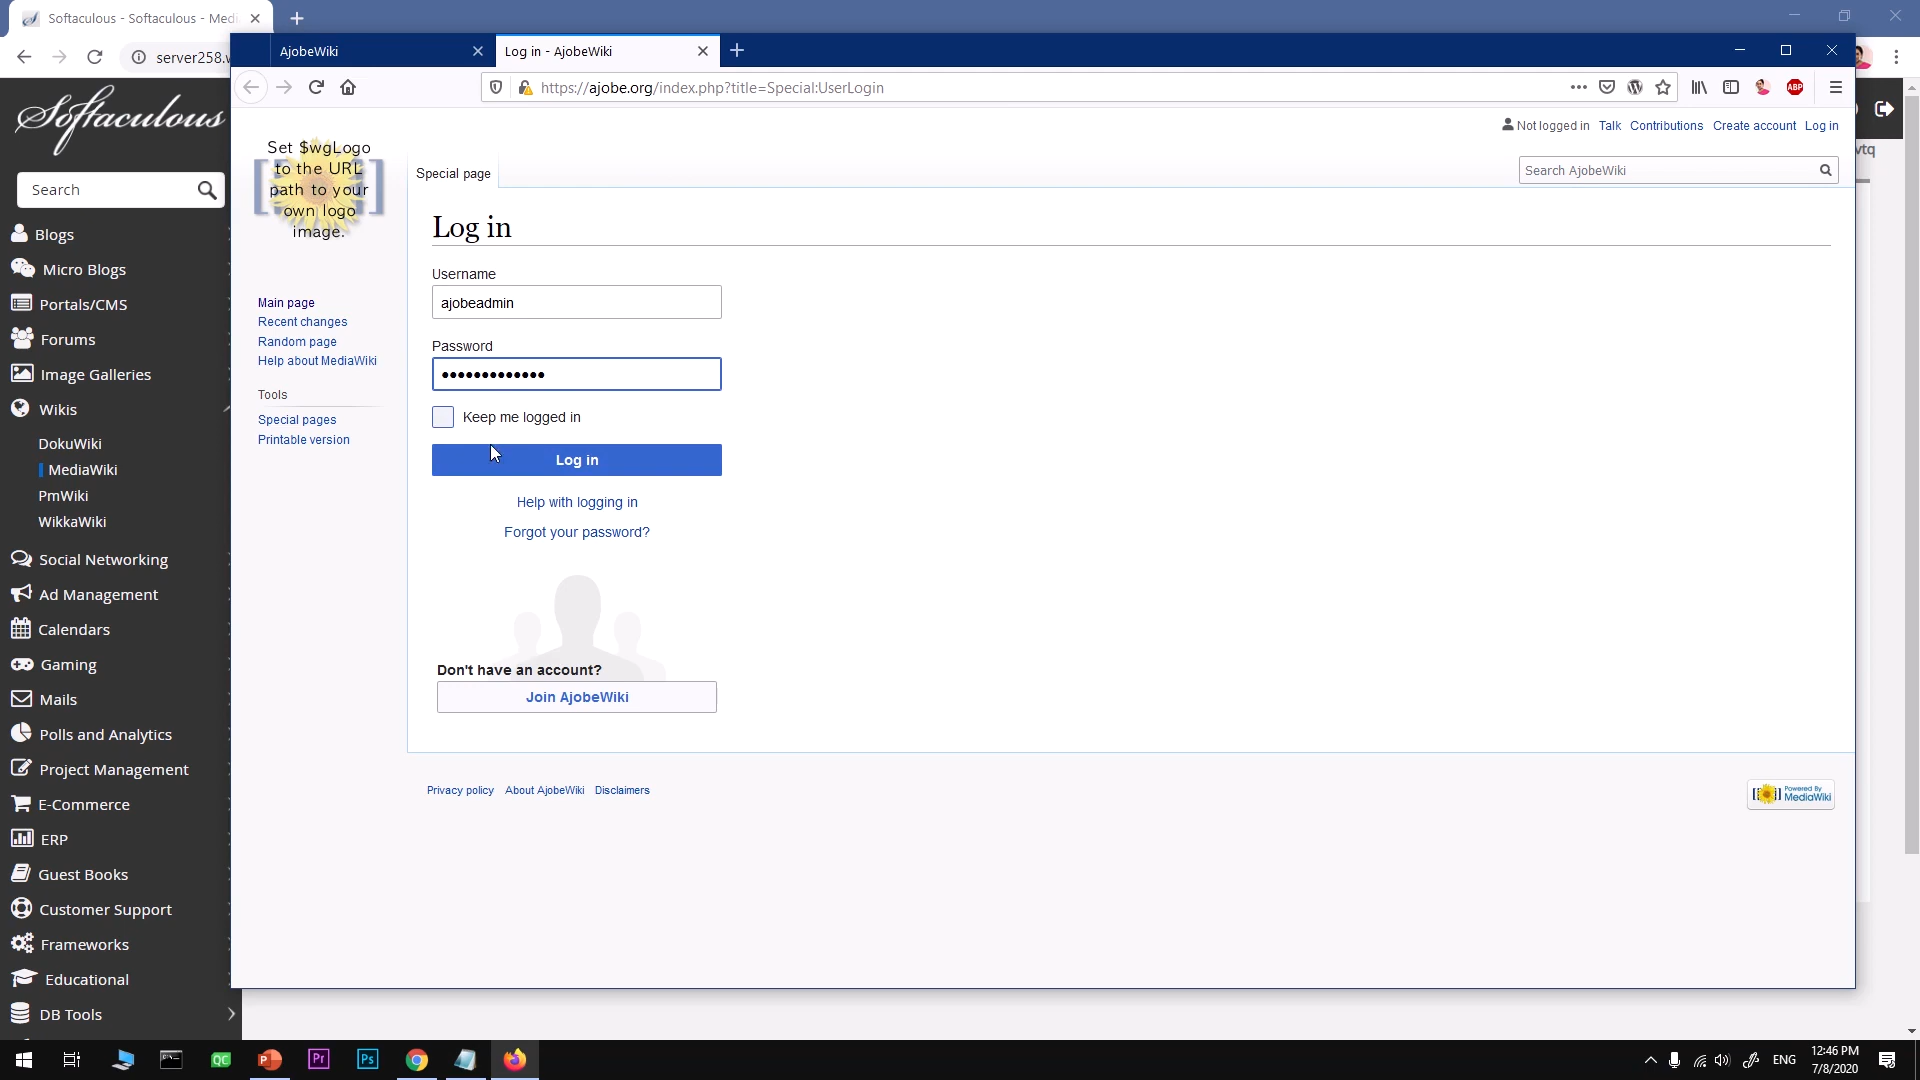 Softaculous - Softaculous - Medi
server258.w
AjobeWiki
Log in - AjobeWiki
https://ajobe.org/index.php?title=Special:UserLogin
ABP
Softaculous
Search
Blogs
Micro Blogs
Portals/CMS
Forums
Image Galleries
Wikis
DokuWiki
MediaWiki
PmWiki
WikkaWiki
Social Networking
Ad Management
Calendars
Gaming
Mails
Polls and Analytics
Project Management
E-Commerce
ERP
Guest Books
Customer Support
Frameworks
Educational
DB Tools
Set $wgLogo
to the URL
path to your
own logo
image.
Main page
Recent changes
Random page
Help about MediaWiki
Tools
Special pages
Printable version
Not logged in Talk Contributions Create account Log in
Special page
Search AjobeWiki
vtq
Log in
Username
ajobeadmin
Password
•••••••••••••
Keep me logged in
Log in
Help with logging in
Forgot your password?
Don't have an account?
Join AjobeWiki
Privacy policy About AjobeWiki Disclaimers
Powered By
MediaWiki
QC
P
Pr
Ps
ENG
12:46 PM
7/8/2020